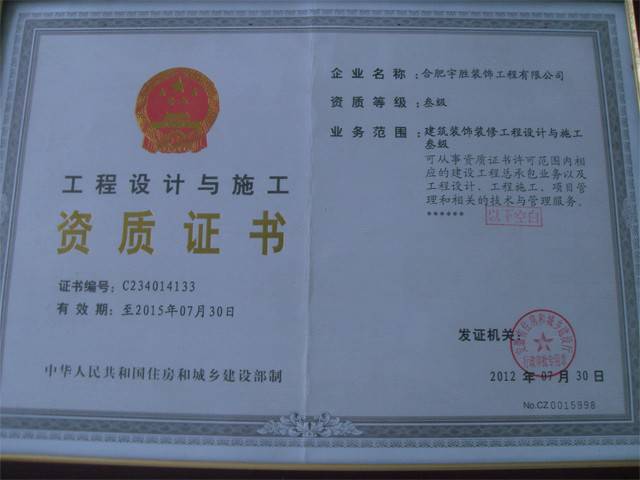 工程设计与施工
资质证书
证书编号：C234014133
有 效 期：至2015年07月30日
中华人民共和国住房和城乡建设部制
企业名称：合肥宇胜装饰工程有限公司
资质等级：叁级
业务范围：建筑装饰装修工程设计与施工
叁级
可从事资质证书许可范围内相
应的建设工程总承包业务以及
工程设计、工程施工、项目管
理和相关的技术与管理服务。
******
以下空白
发证机关：
2012 年 07 月 30 日
No.CZ 0015998